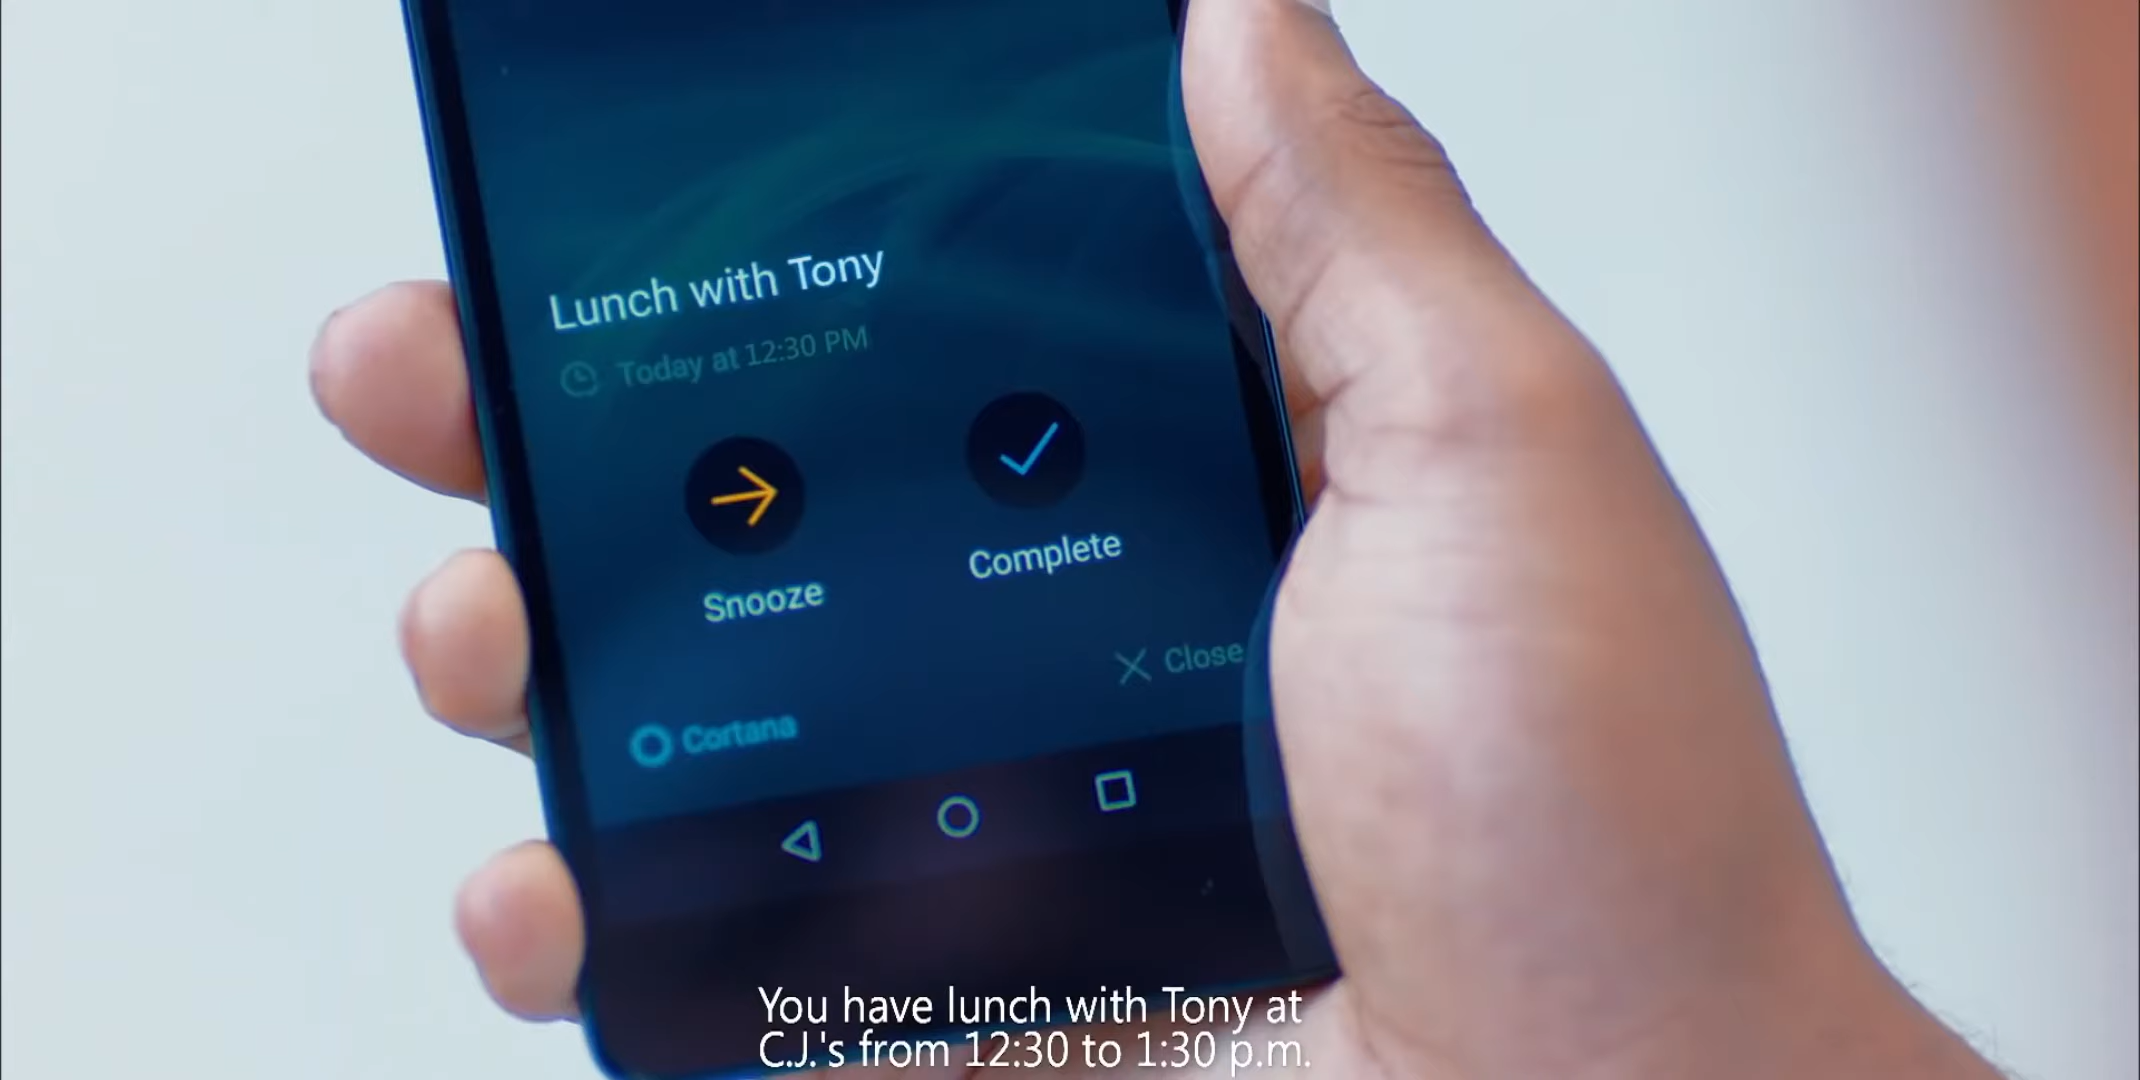 Lunch with Tony
Today at 12:30 PM
Snooze
Complete
Close
Cortana
You have lunch with Tony at
C.J.'s from 12:30 to 1:30 p.m.